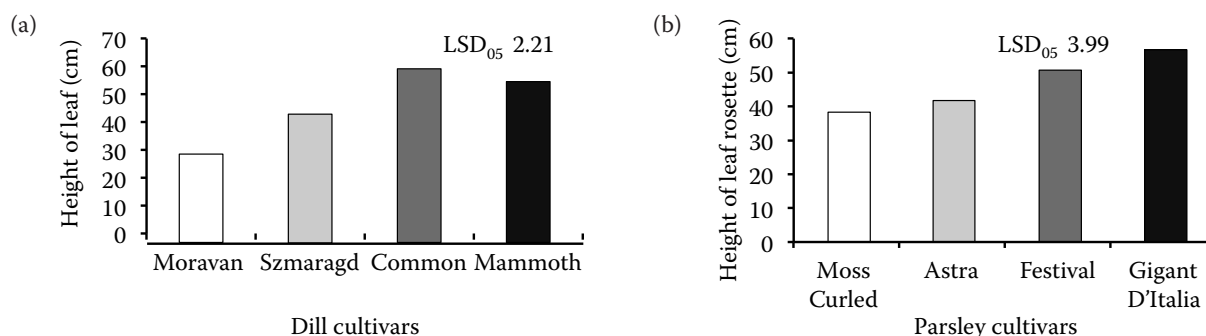 (a)
Height of leaf (cm)
70
60
50
40
30
20
10
0
LSD05 2.21
Moravan Szmaragd Common Mammoth
Dill cultivars
(b)
Height of leaf rosette (cm)
60
50
40
30
20
10
0
LSD05 3.99
Moss Curled
Astra
Festival
Gigant D'Italia
Parsley cultivars